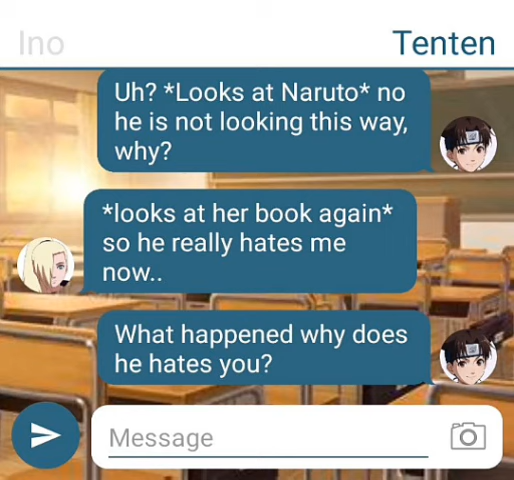 Ino
Tenten
Uh? *Looks at Naruto* no
he is not looking this way,
why?
*looks at her book again*
so he really hates me
now..
What happened why does
he hates you?
Message